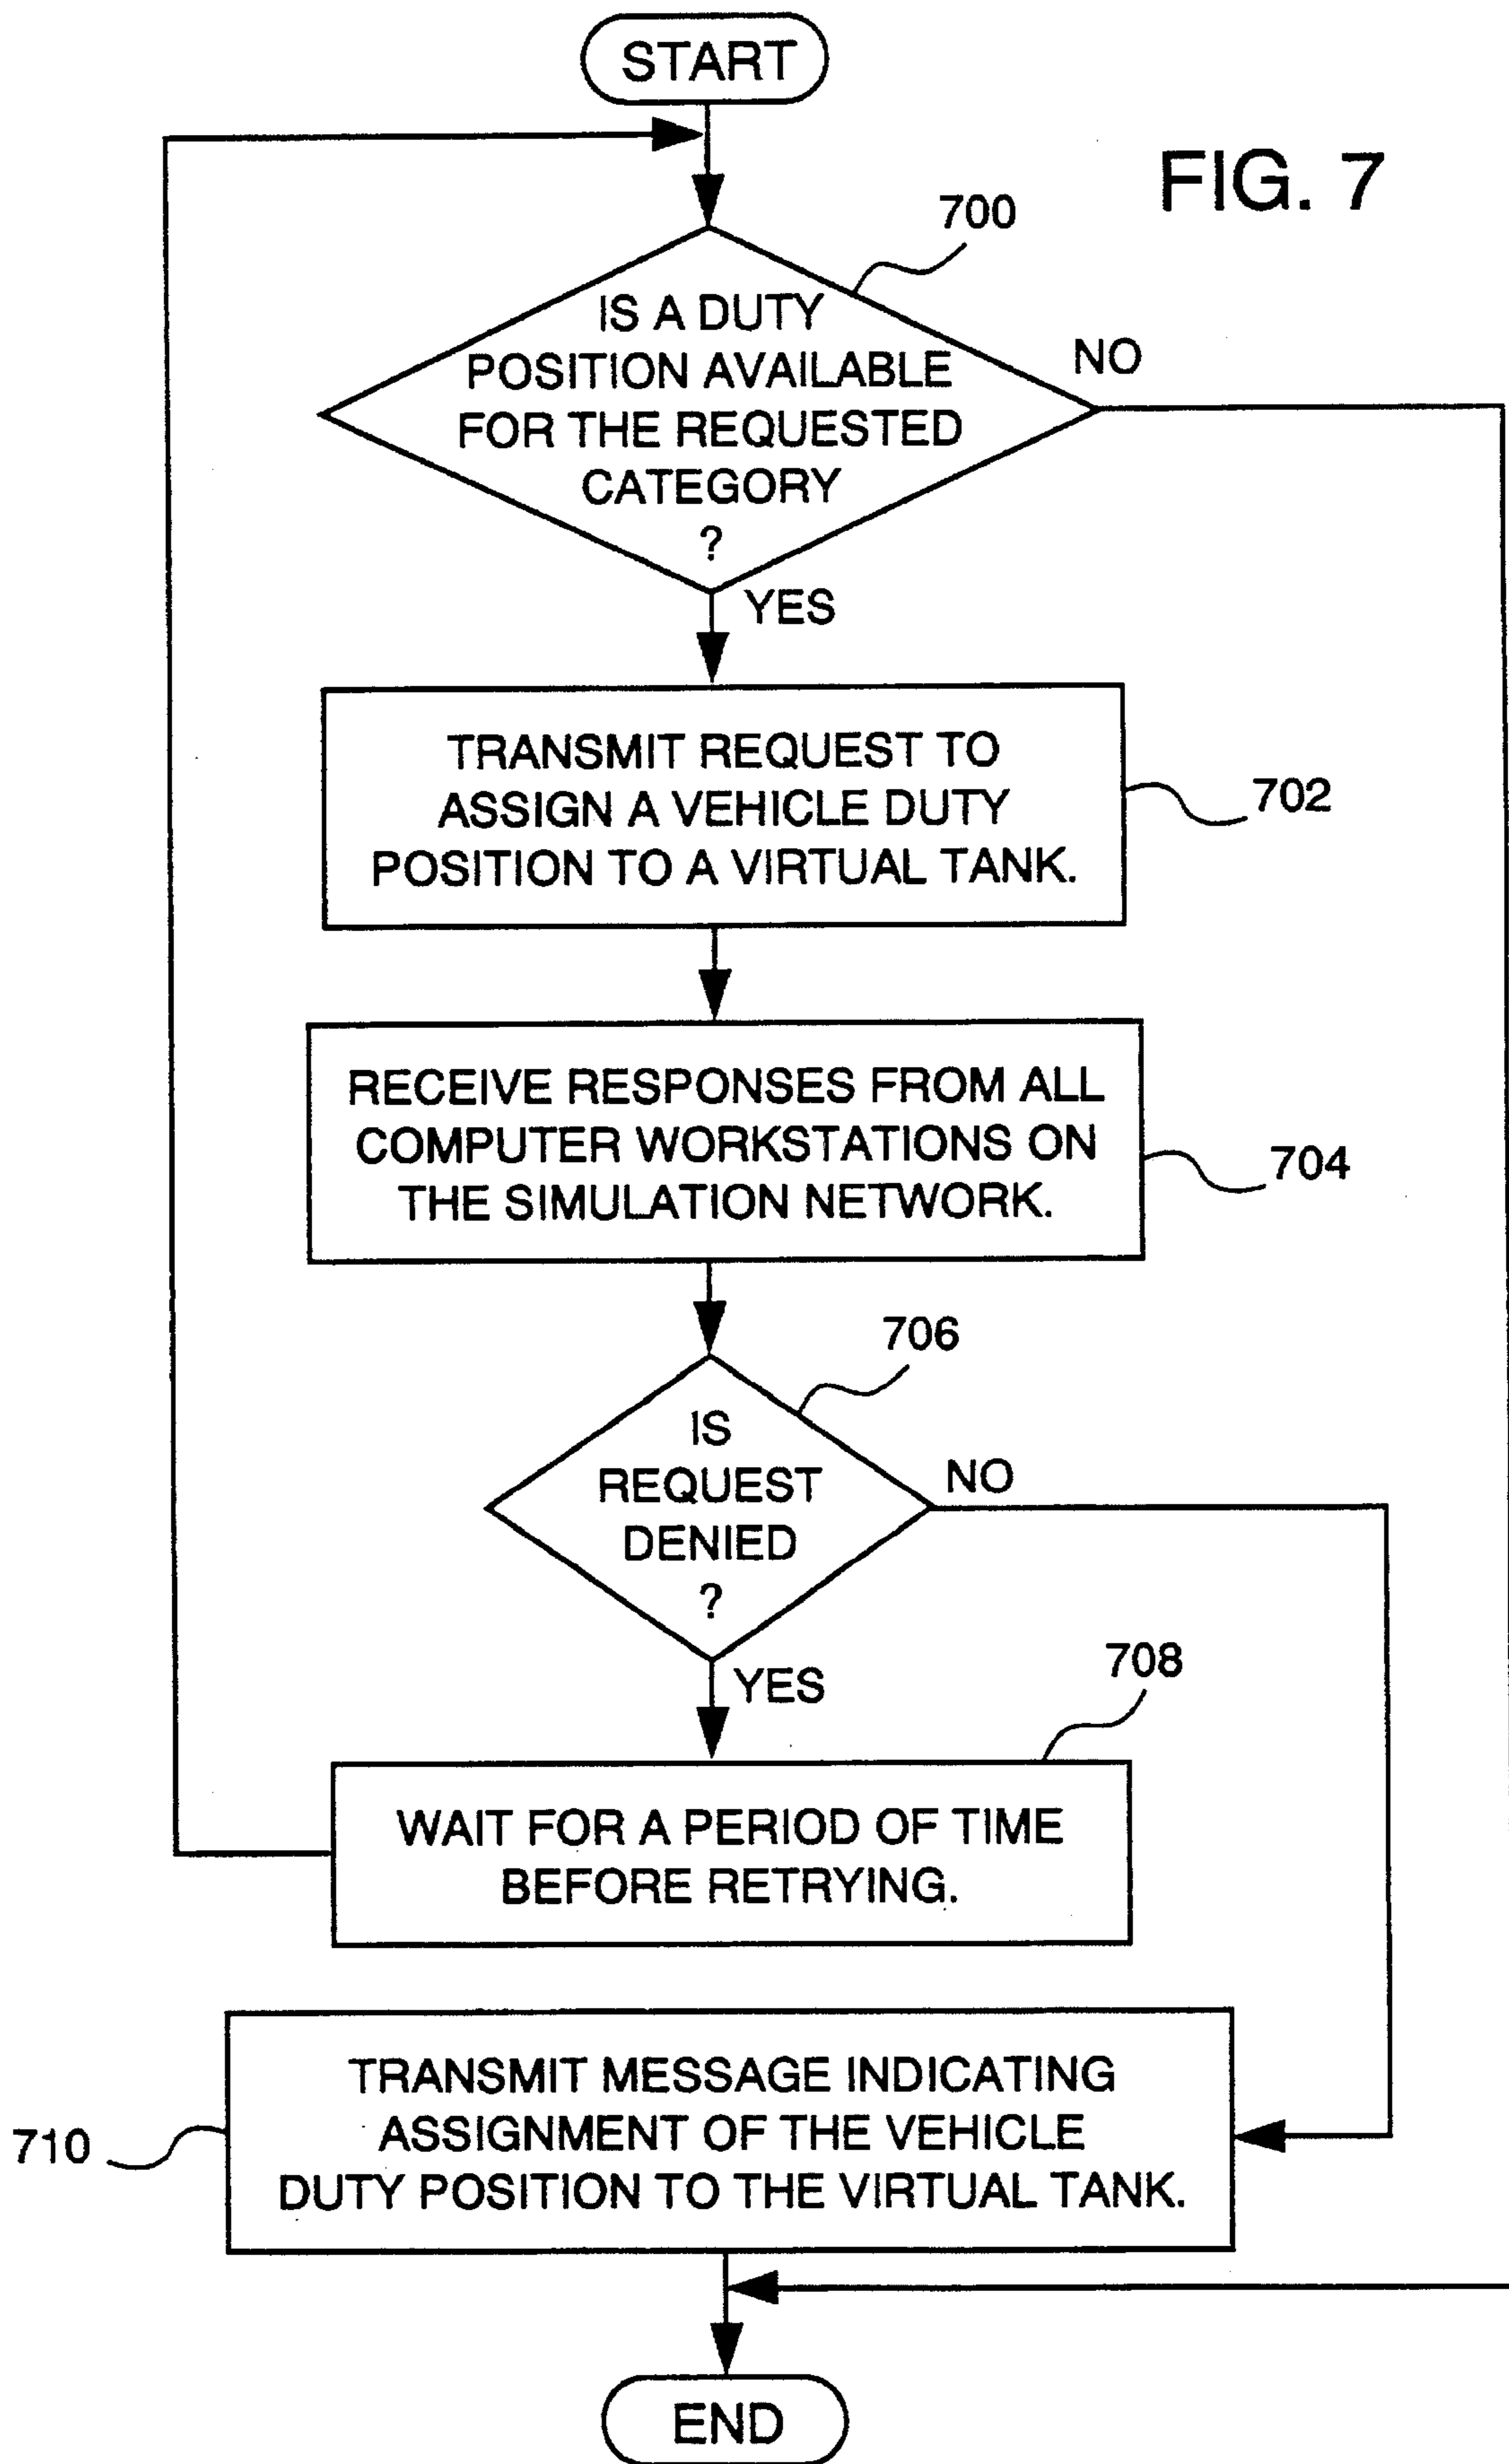 START
FIG. 7
700
IS A DUTY
POSITION AVAILABLE
FOR THE REQUESTED
CATEGORY
?
NO
YES
TRANSMIT REQUEST TO
ASSIGN A VEHICLE DUTY
POSITION TO A VIRTUAL TANK.
702
RECEIVE RESPONSES FROM ALL
COMPUTER WORKSTATIONS ON
THE SIMULATION NETWORK.
704
706
IS
REQUEST
DENIED
?
NO
YES
708
WAIT FOR A PERIOD OF TIME
BEFORE RETRYING.
TRANSMIT MESSAGE INDICATING
ASSIGNMENT OF THE VEHICLE
DUTY POSITION TO THE VIRTUAL TANK.
710
END